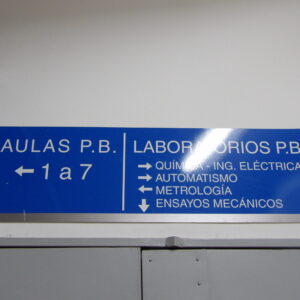 AULAS P.B.
← 1 a 7
LABORATORIOS P.B
→ QUÍMICA - ING. ELÉCTRICA
→ AUTOMATISMO
← METROLOGÍA
↓ ENSAYOS MECÁNICOS